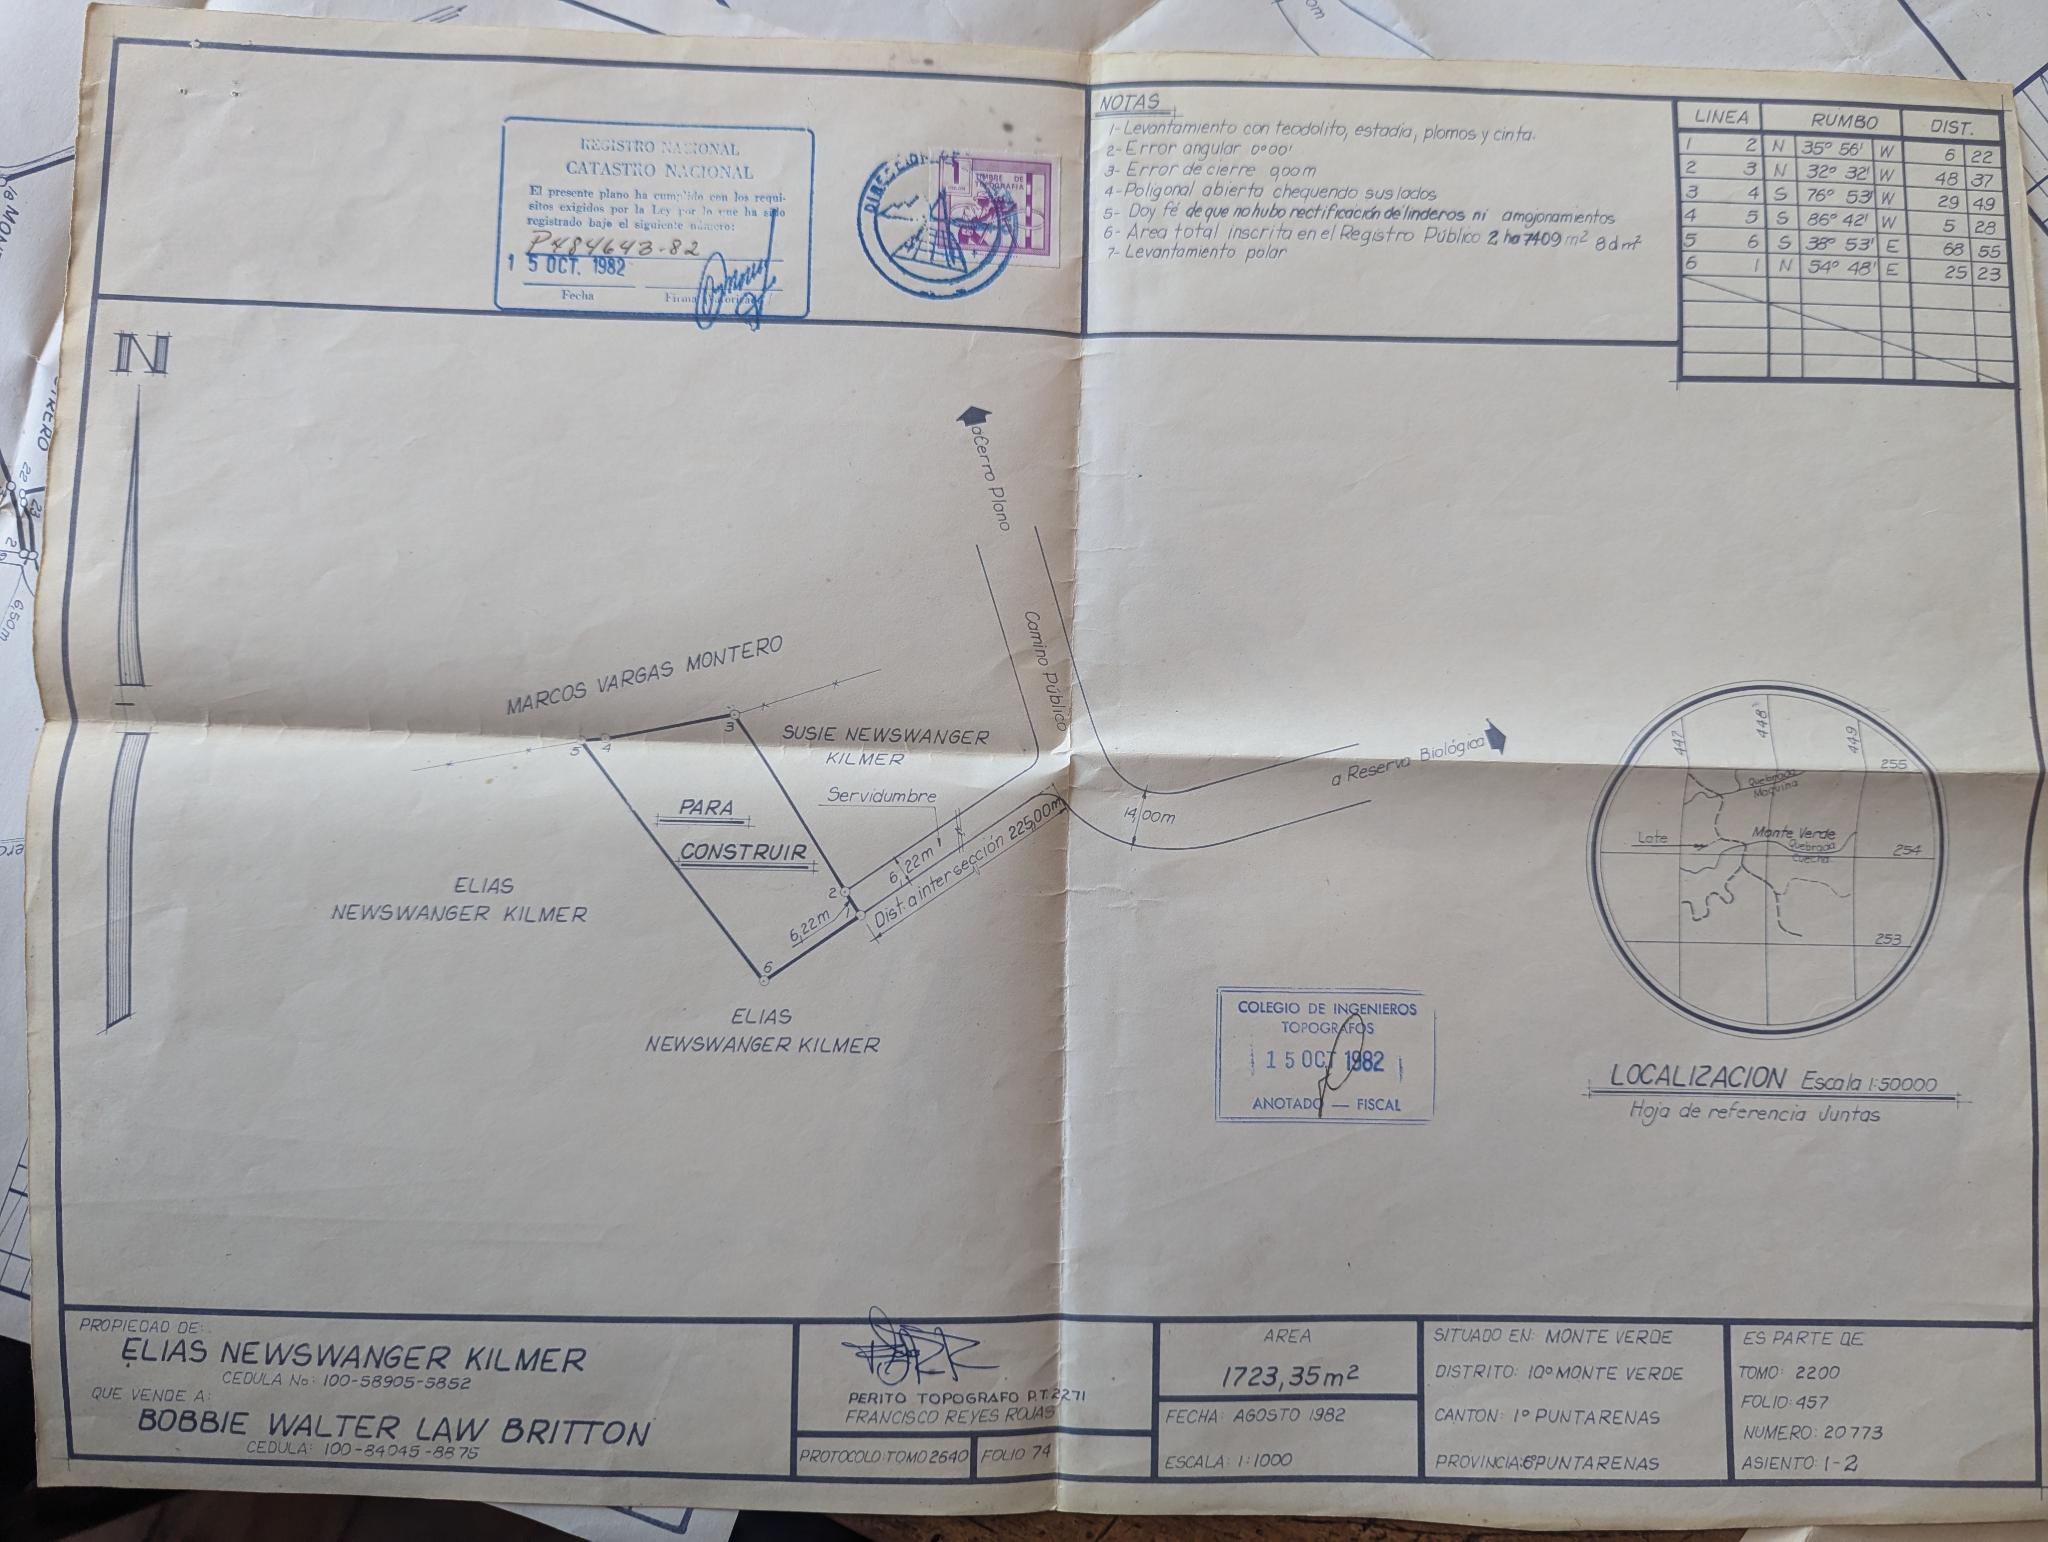 REGISTRO NACIONAL
CATASTRO NACIONAL
El presente plano ha cumplido con los requi-
sitos exigidos por la Ley por lo que ha sido
registrado bajo el siguiente número:
P484643-82
15 OCT. 1982
Fecha
Firma Autorizada
DIRECCION DE
1
TIMBRE DE
TOPOGRAFIA
NOTAS
1- Levantamiento con teodolito, estadia, plomos y cinta.
2- Error angular 0°00'
3- Error de cierre 0,00m
4- Poligonal abierta chequendo sus lados
5- Doy fé de que no hubo rectificación de linderos ni amojonamientos
6- Area total inscrita en el Registro Público 2 ha 7409 m² 8 dm²
7- Levantamiento polar
LINEA RUMBO DIST.
1 2 N 35° 56' W 6 22
2 3 N 32° 32' W 48 37
3 4 S 76° 53' W 29 49
4 5 S 86° 42' W 5 28
5 6 S 38° 53' E 68 55
6 1 N 54° 48' E 25 23
N
a Cerro Plano
Camino Público
MARCOS VARGAS MONTERO
3
5
4
SUSIE NEWSWANGER
KILMER
a Reserva Biológica
Servidumbre
PARA
CONSTRUIR
14,00m
6,22m
Dist. a intersección 225,00m
2
1
6,22m
6
ELIAS
NEWSWANGER KILMER
ELIAS
NEWSWANGER KILMER
447
448
449
255
Quebrada
Maquina
Lote
Monte Verde
Quebrada
Cuecha
254
253
LOCALIZACION Escala 1:50000
Hoja de referencia Juntas
COLEGIO DE INGENIEROS
TOPOGRAFOS
15 OCT 1982
ANOTADO — FISCAL
PROPIEDAD DE:
ELIAS NEWSWANGER KILMER
CEDULA No: 100-58905-5852
QUE VENDE A:
BOBBIE WALTER LAW BRITTON
CEDULA: 100-84045-8875
PERITO TOPOGRAFO P.T. 2271
FRANCISCO REYES ROJAS
PROTOCOLO: TOMO 2640 FOLIO 74
AREA
1723,35m²
FECHA: AGOSTO 1982
ESCALA: 1:1000
SITUADO EN: MONTE VERDE
DISTRITO: 10º MONTE VERDE
CANTON: 1º PUNTARENAS
PROVINCIA: 6º PUNTARENAS
ES PARTE DE
TOMO: 2200
FOLIO: 457
NUMERO: 20773
ASIENTO: 1-2